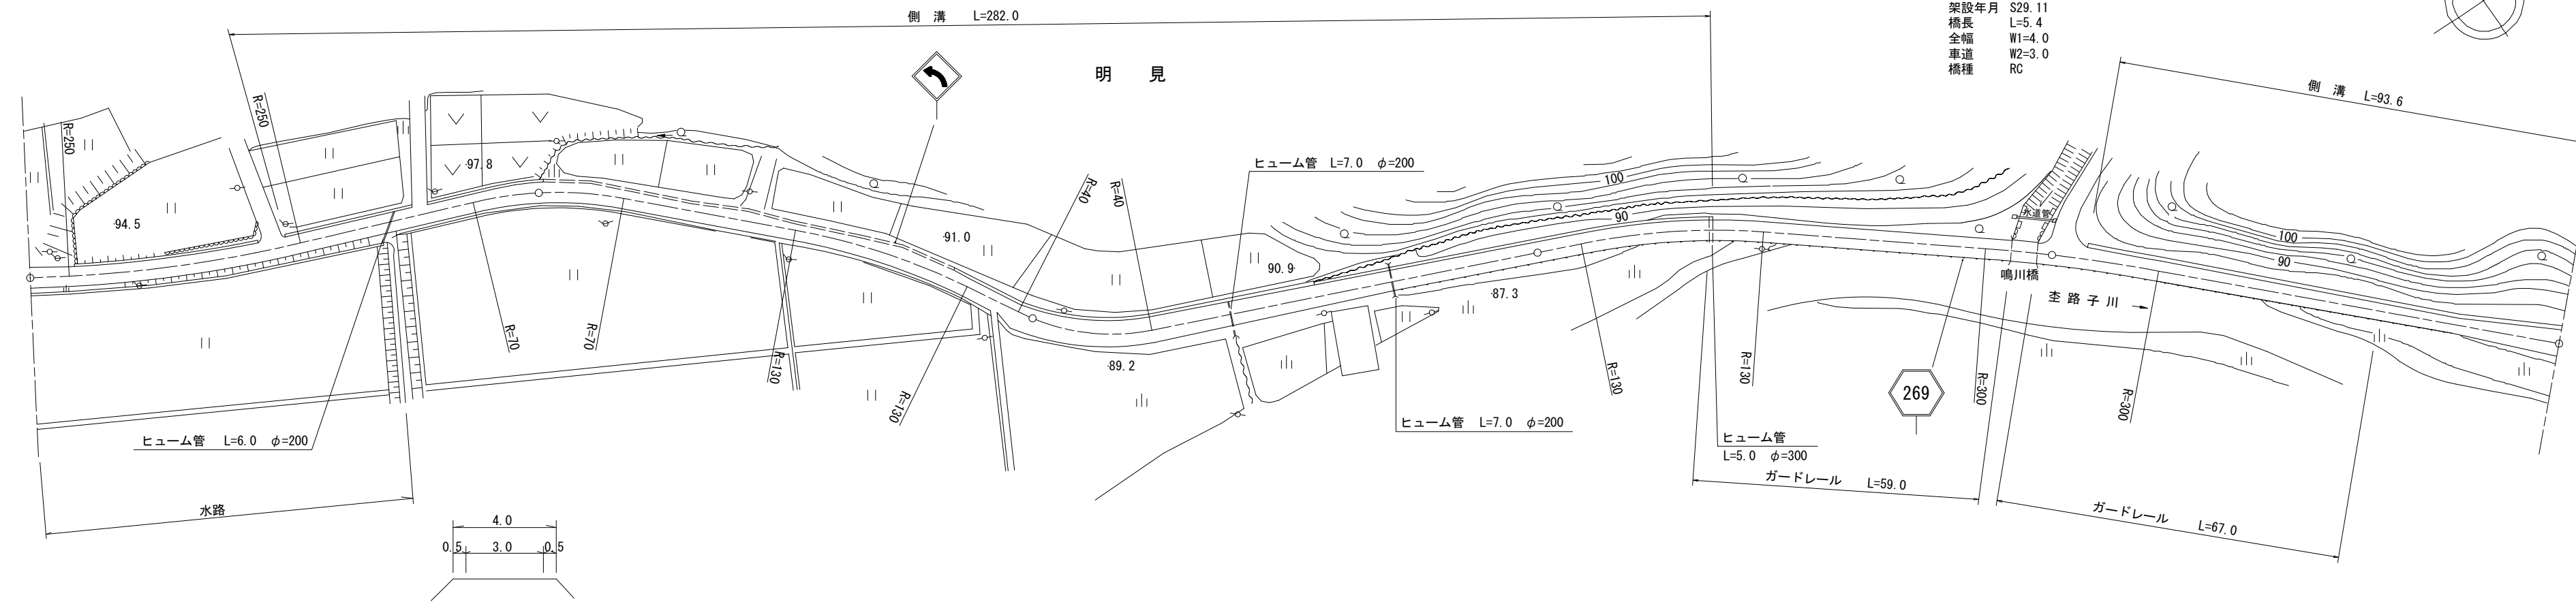 側 溝 L=282.0
架設年月 S29.11
橋長 L=5.4
全幅 W1=4.0
車道 W2=3.0
橋種 RC
明 見
側 溝 L=93.6
R=250
R=250
94.5
97.8
ヒューム管 L=7.0 φ=200
R=40
R=40
100
90
91.0
90.9
87.3
水道管
鳴川橋
杢路子川
100
90
R=70
R=70
R=130
R=130
89.2
R=130
R=130
269
R=300
R=300
ヒューム管 L=6.0 φ=200
ヒューム管 L=7.0 φ=200
ヒューム管
L=5.0 φ=300
ガードレール L=59.0
ガードレール L=67.0
水路
4.0
0.5 3.0 0.5